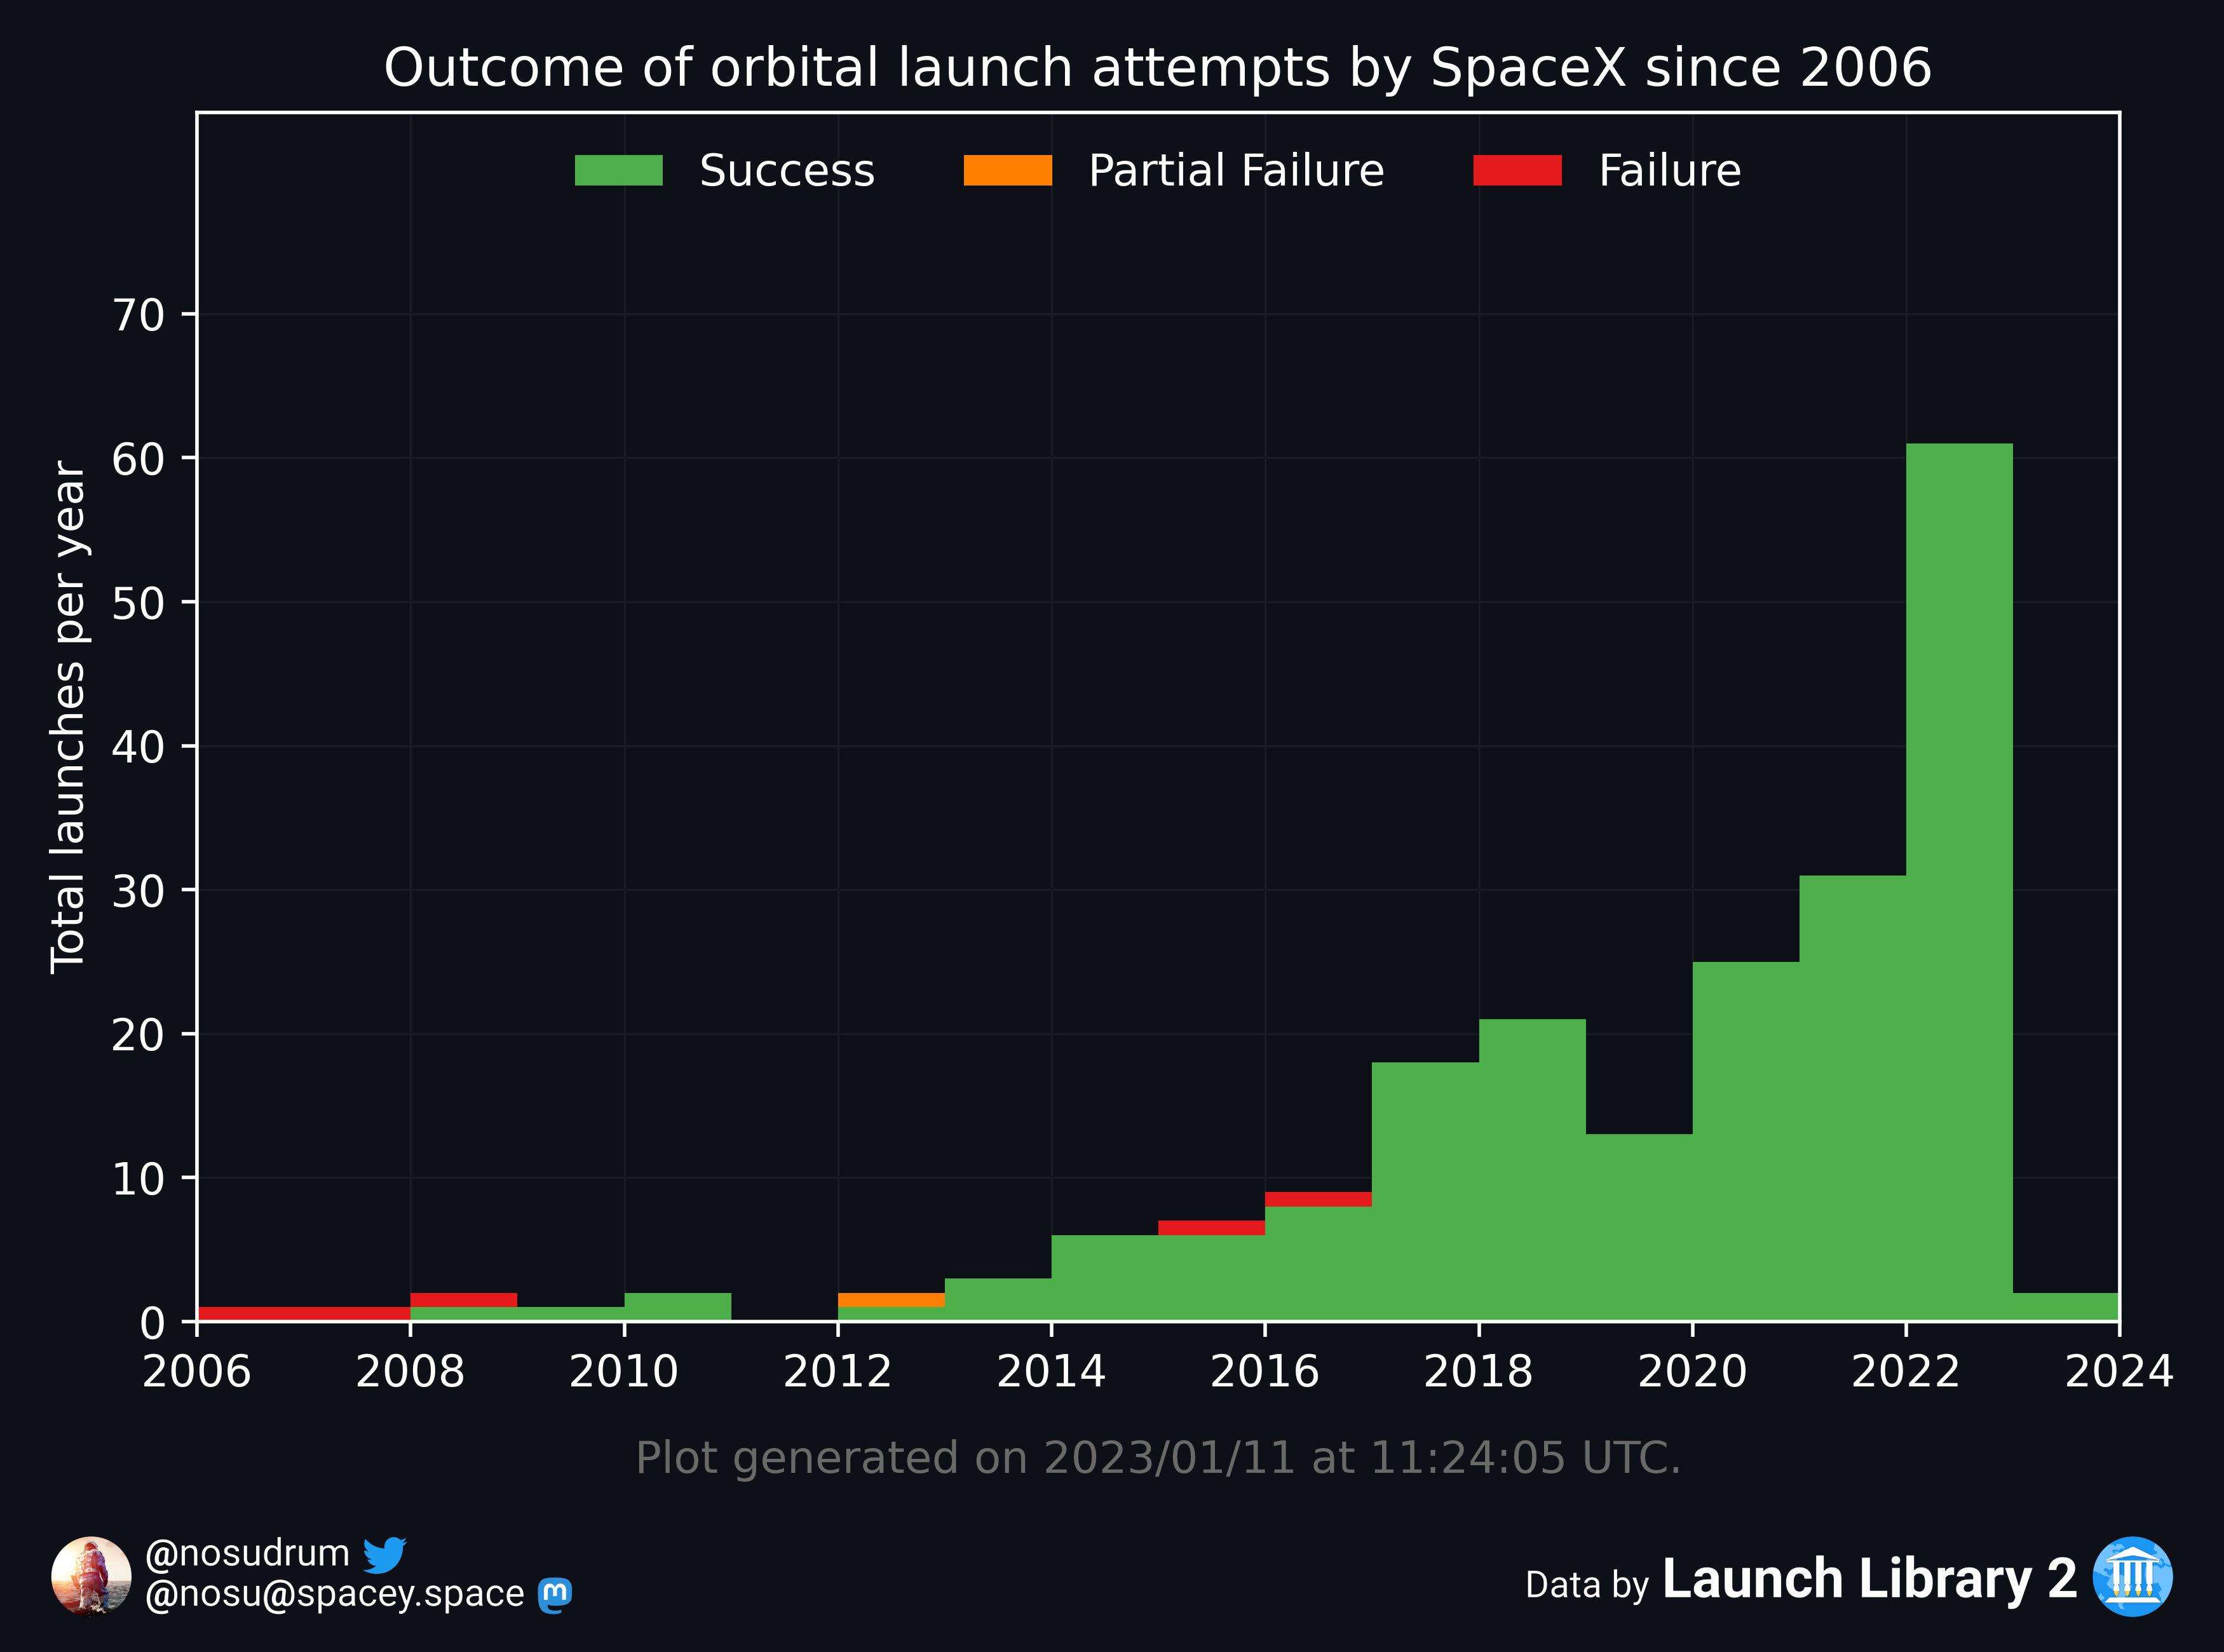 Outcome of orbital launch attempts by SpaceX since 2006
Success Partial Failure Failure
Total launches per year
70
60
50
40
30
20
10
0
2006 2008 2010 2012 2014 2016 2018 2020 2022 2024
Plot generated on 2023/01/11 at 11:24:05 UTC.
@nosudrum
@nosu@spacey.space
Data by Launch Library 2